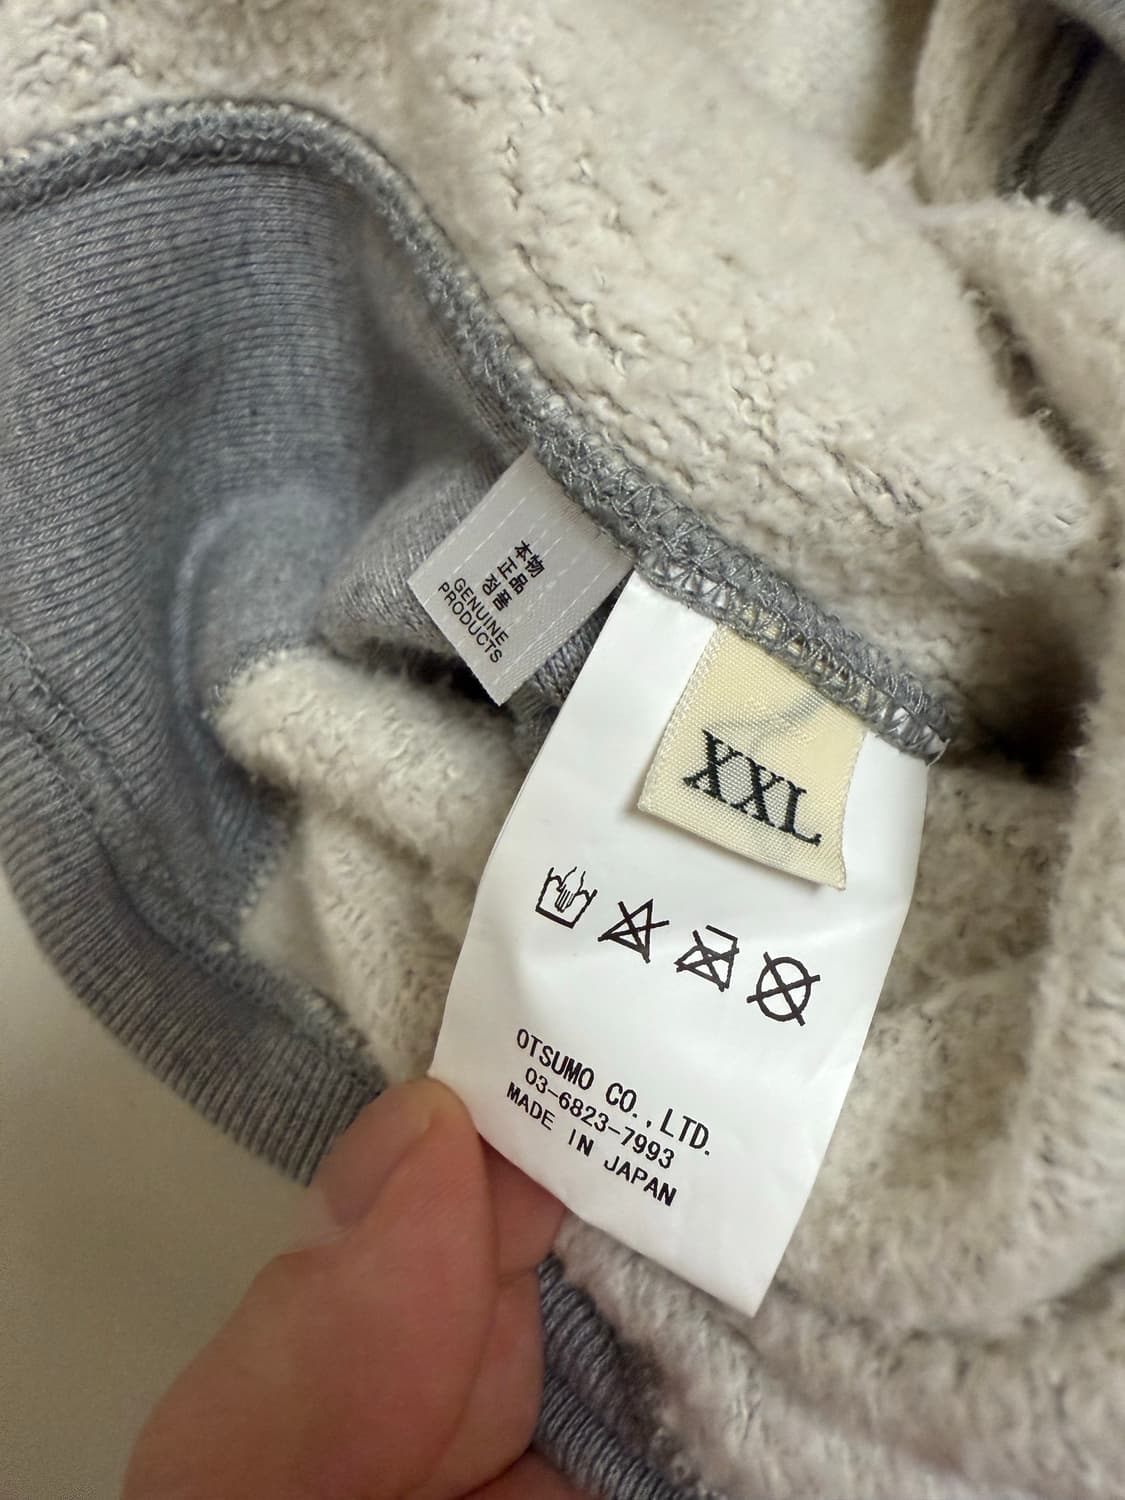 本物
正品
정품
GENUINE
PRODUCTS
XXL
OTSUMO CO.,LTD.
03-6823-7993
MADE IN JAPAN